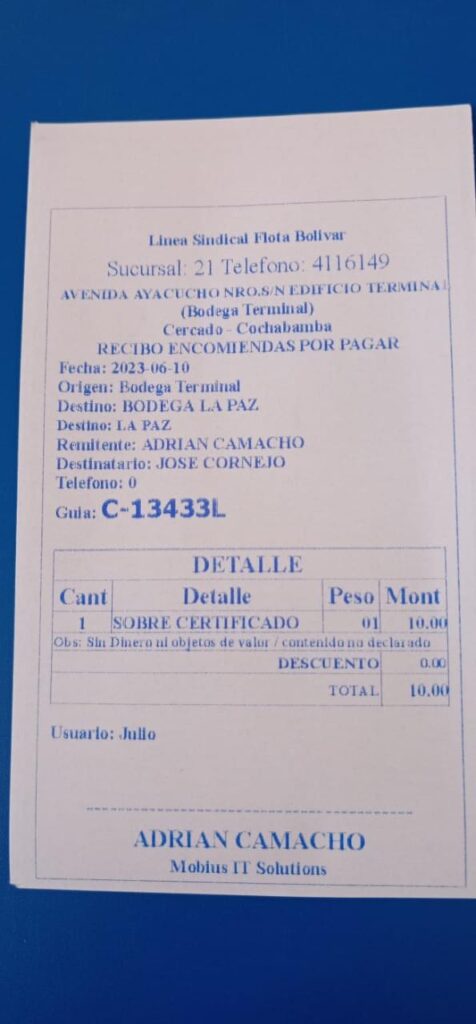 Linea Sindical Flota Bolivar
Sucursal: 21 Telefono: 4116149
AVENIDA AYACUCHO NRO.S/N EDIFICIO TERMINAL
(Bodega Terminal)
Cercado - Cochabamba
RECIBO ENCOMIENDAS POR PAGAR
Fecha: 2023-06-10
Origen: Bodega Terminal
Destino: BODEGA LA PAZ
Destino: LA PAZ
Remitente: ADRIAN CAMACHO
Destinatario: JOSE CORNEJO
Telefono: 0
Guia: C-13433L
DETALLE
Cant Detalle Peso Mont
1 SOBRE CERTIFICADO 01 10.00
Obs: Sin Dinero ni objetos de valor / contenido no declarado
DESCUENTO 0.00
TOTAL 10.00
Usuario: Julio
ADRIAN CAMACHO
Mobius IT Solutions